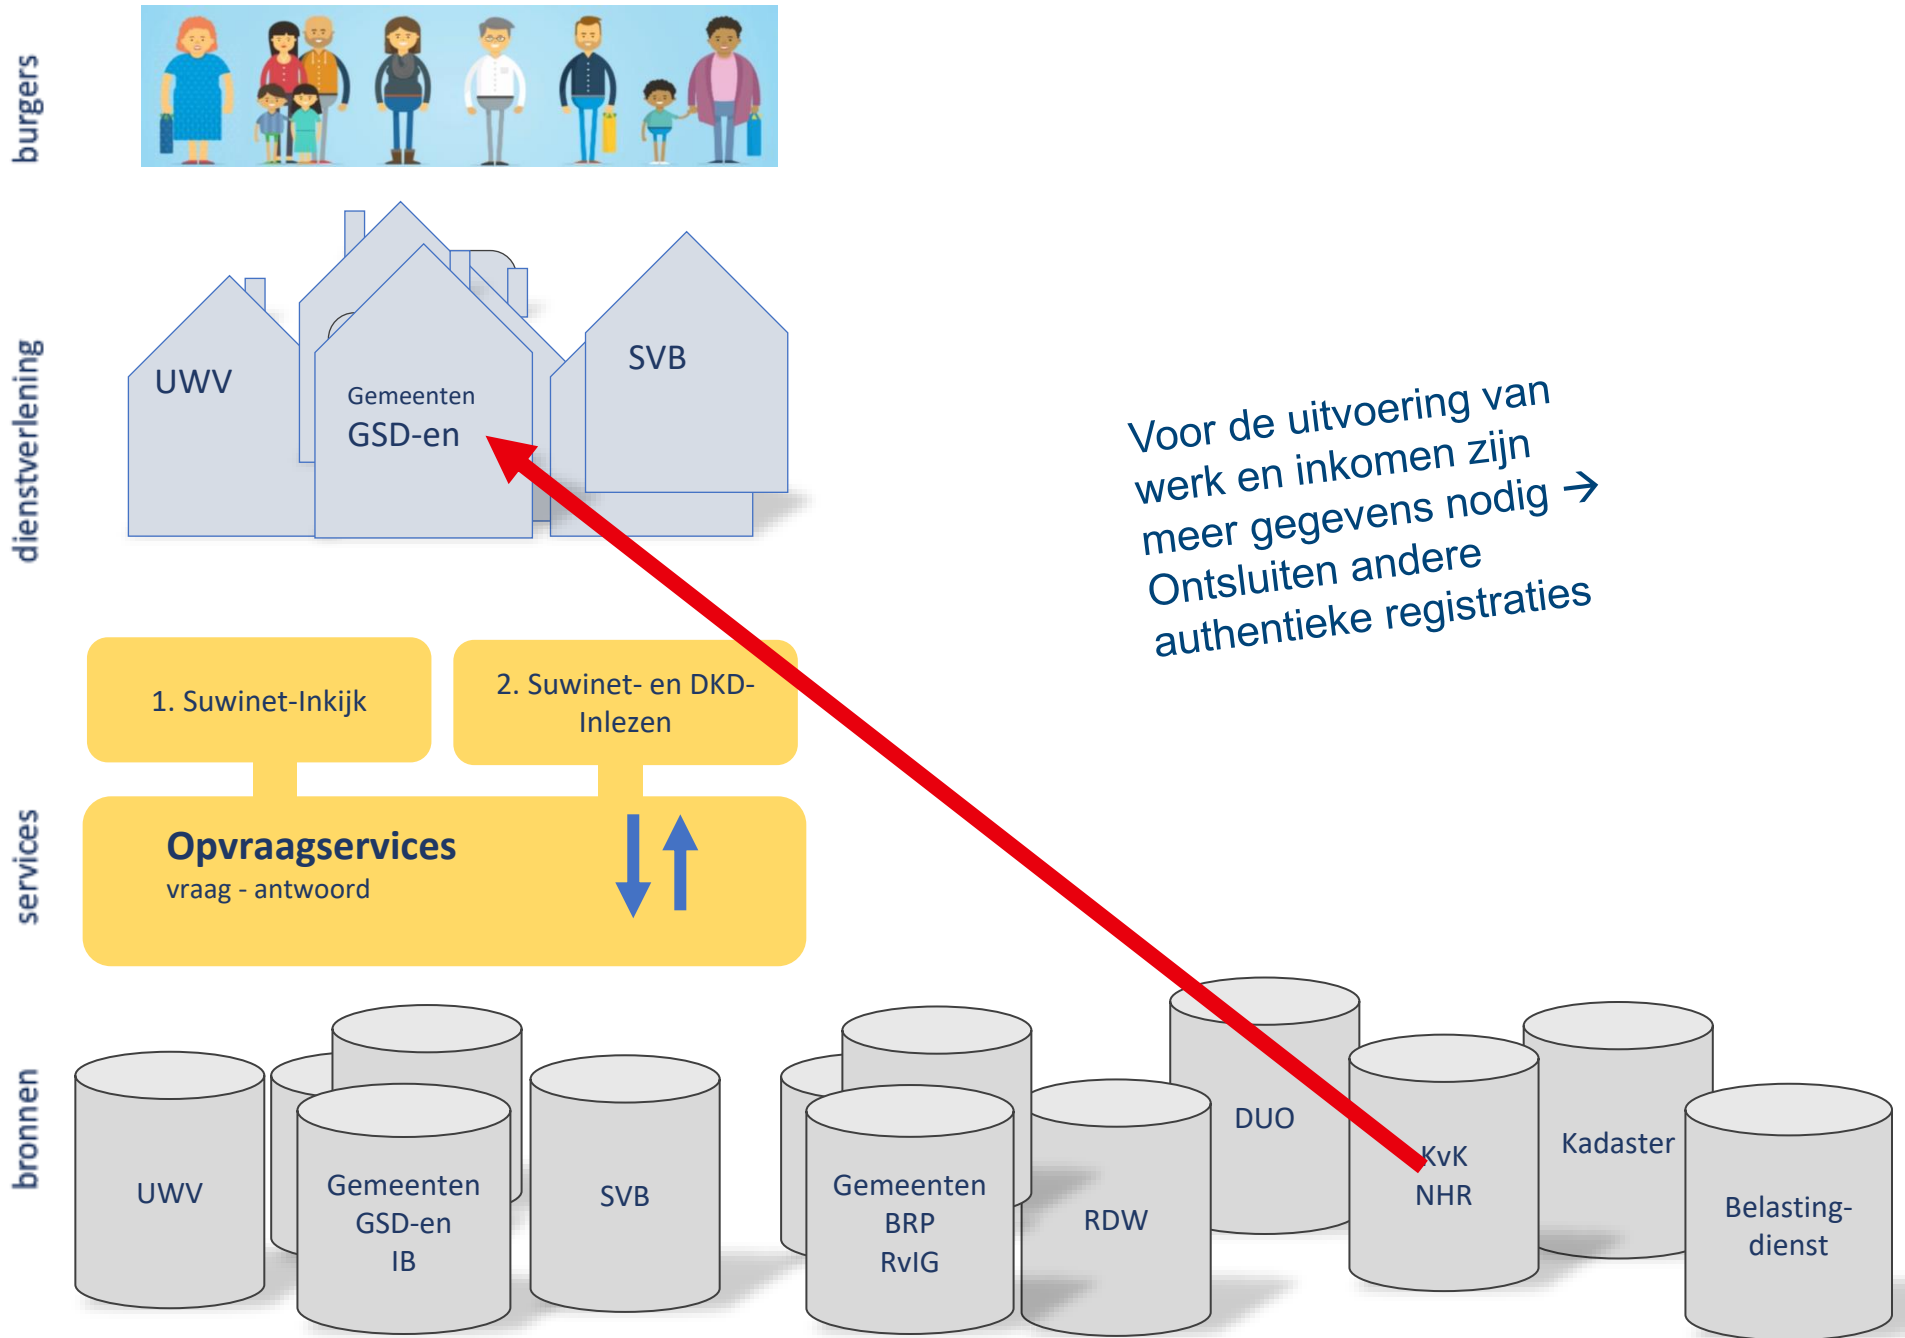 burgers
dienstverlening
UWV
Gemeenten
GSD-en
SVB
Voor de uitvoering van
werk en inkomen zijn
meer gegevens nodig →
Ontsluiten andere
authentieke registraties
services
1. Suwinet-Inkijk
2. Suwinet- en DKD-
Inlezen
Opvraagservices
vraag - antwoord
bronnen
UWV
Gemeenten
GSD-en
IB
SVB
Gemeenten
BRP
RvIG
RDW
DUO
KvK
NHR
Kadaster
Belasting-
dienst